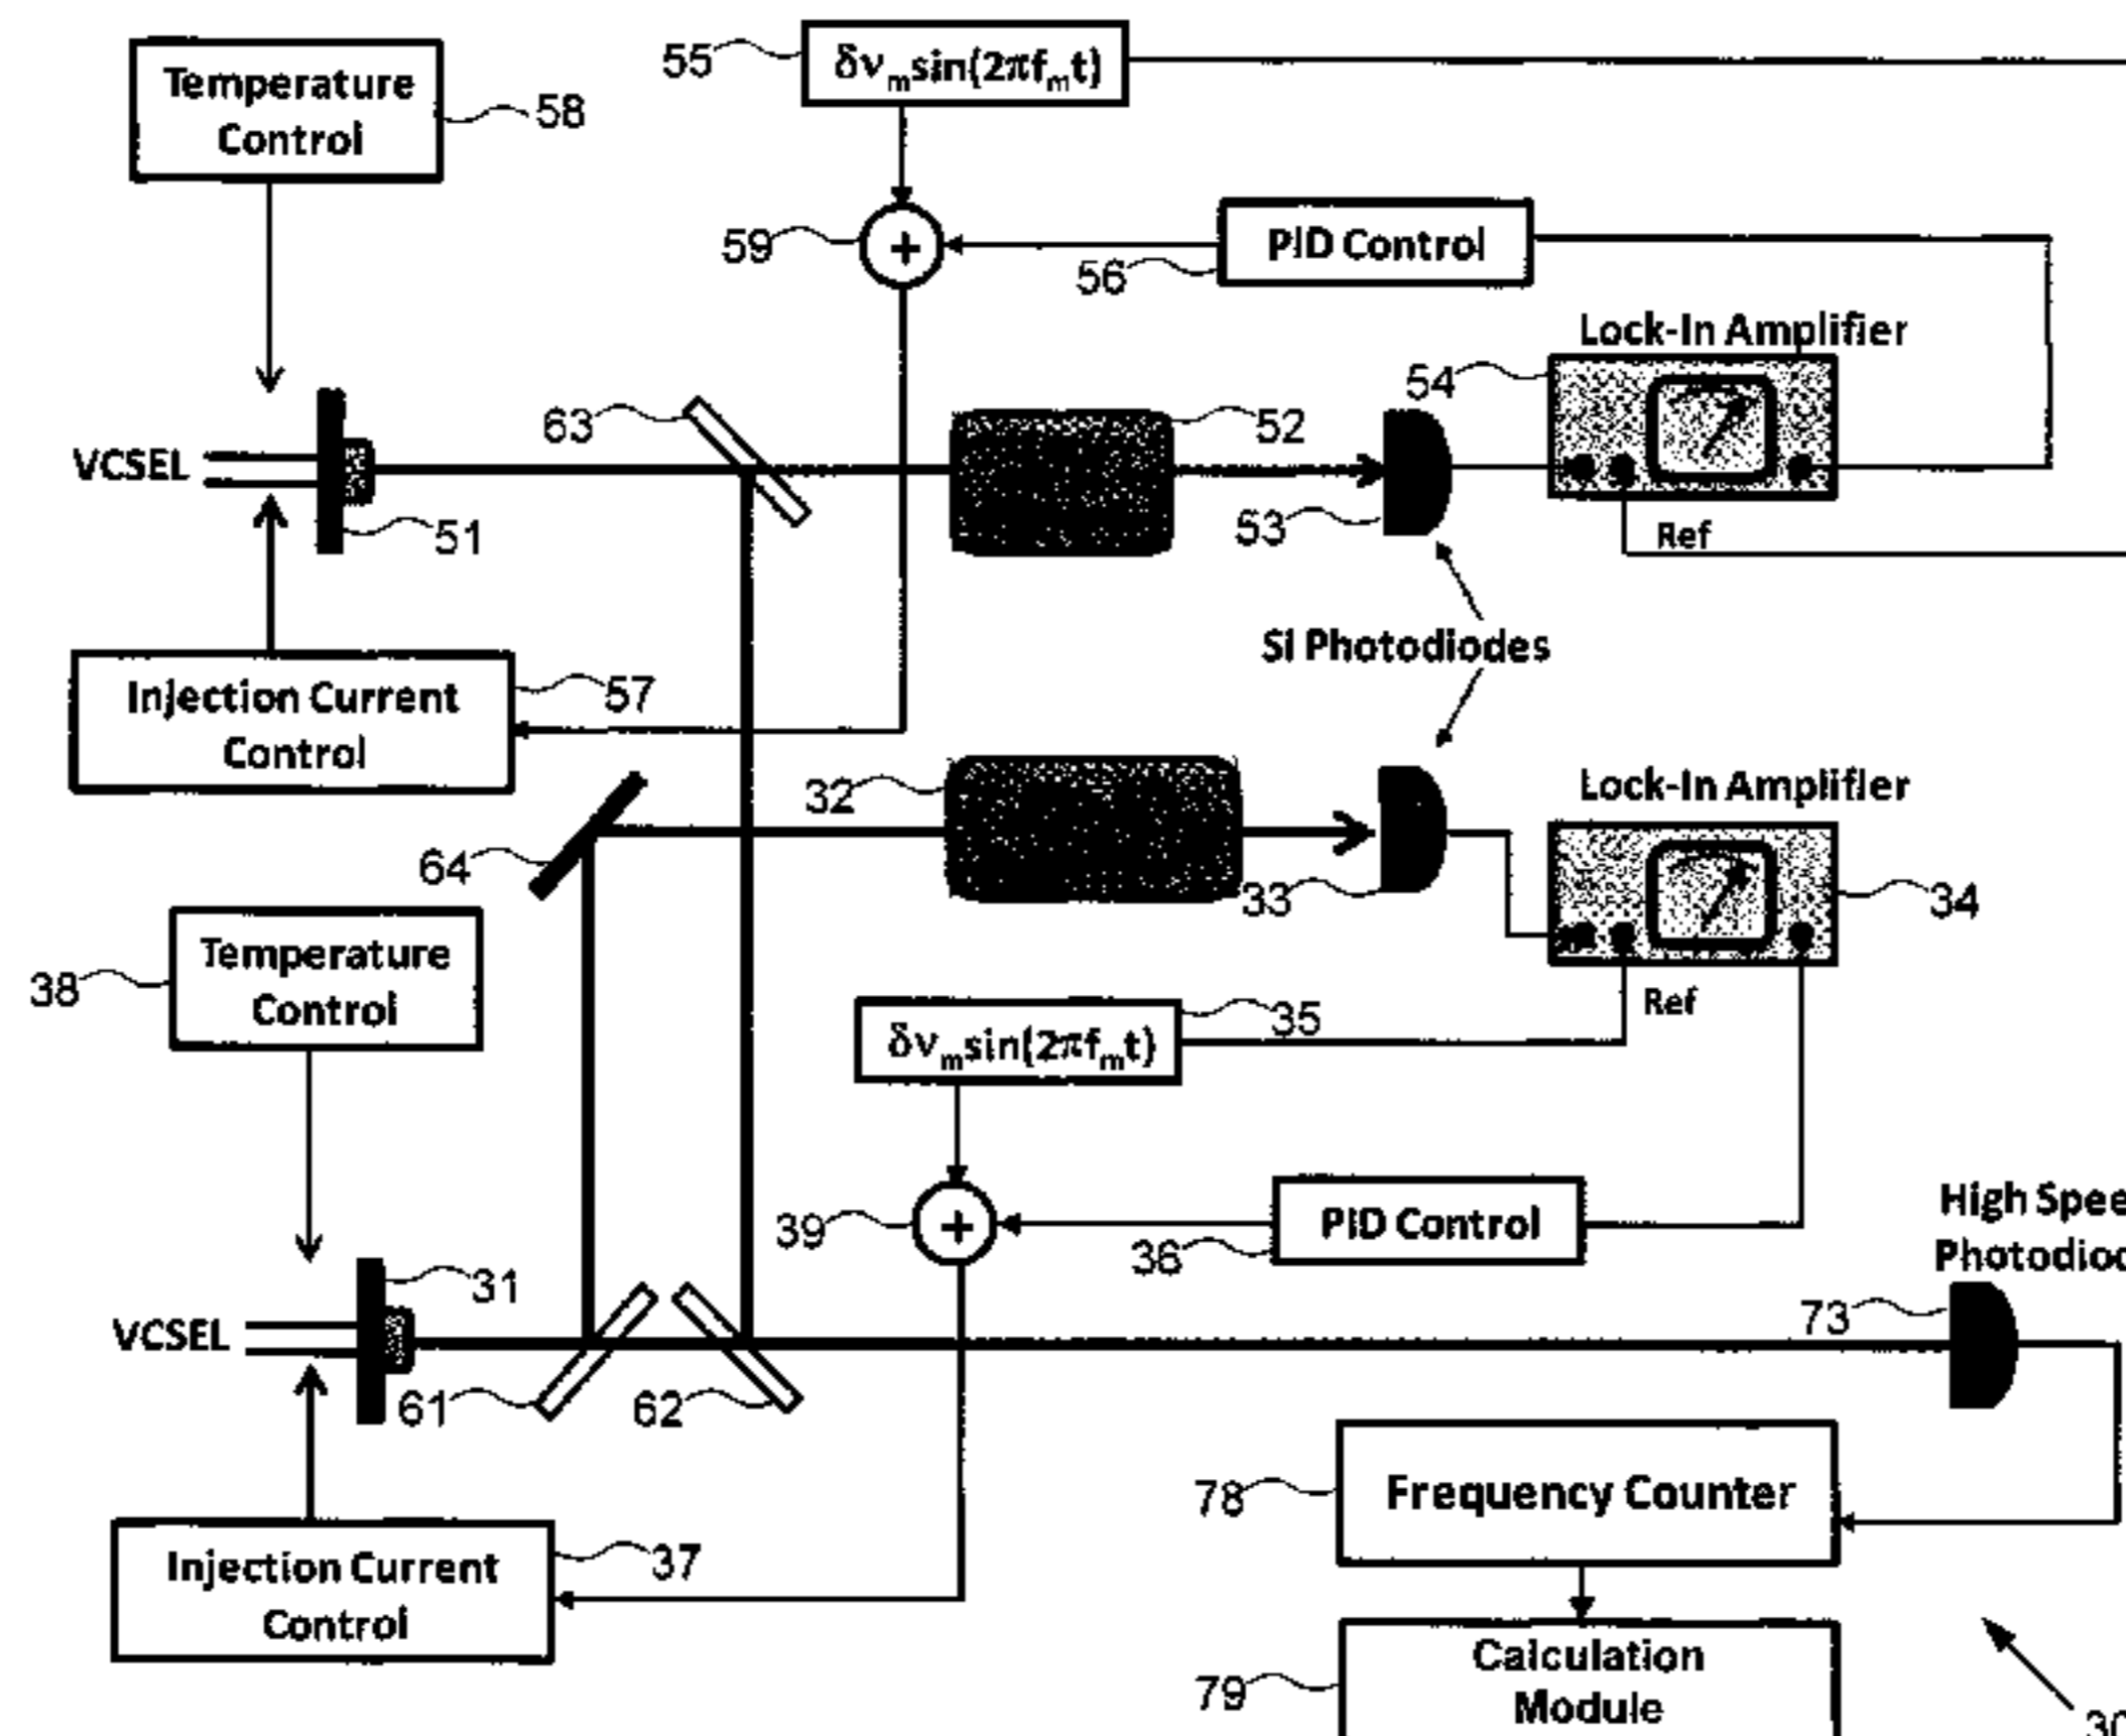 55
δνmsin(2πfmt)
Temperature
Control
58
59
PID Control
56
Lock-In Amplifier
54
63
52
VCSEL
51
53
Ref
Si Photodiodes
Injection Current
Control
57
32
Lock-In Amplifier
64
33
34
Temperature
Control
38
Ref
35
δνmsin(2πfmt)
High Spee
Photodioc
39
PID Control
36
31
73
VCSEL
61
62
78
Frequency Counter
Injection Current
Control
37
Calculation
Module
79